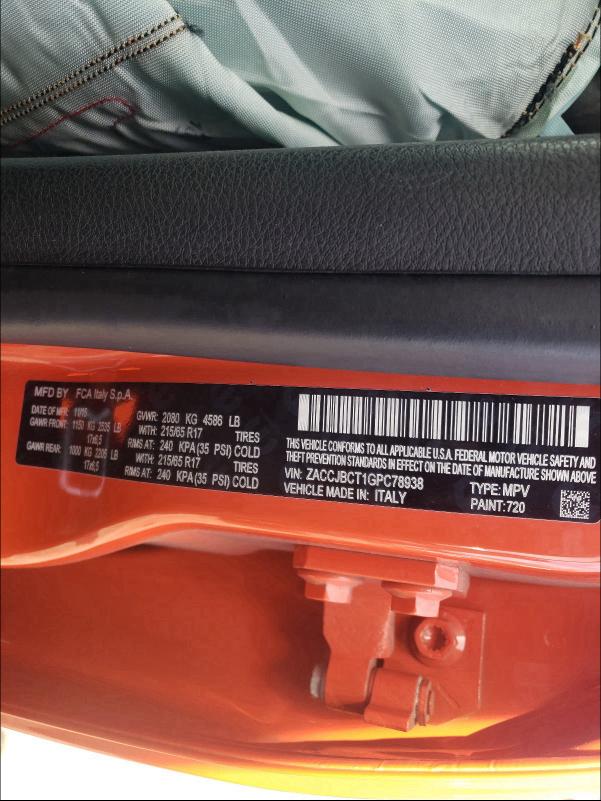 MFD BY FCA Italy S.p.A.
DATE OF MFR: 11/15 GVWR: 2080 KG 4586 LB
GAWR FRONT: 1150 KG 2535 LB WITH: 215/65 R17 TIRES
17x6,5 RIMS AT: 240 KPA (35 PSI) COLD
GAWR REAR: 1000 KG 2205 LB WITH: 215/65 R17 TIRES
17x6,5 RIMS AT: 240 KPA (35 PSI) COLD
THIS VEHICLE CONFORMS TO ALL APPLICABLE U.S.A. FEDERAL MOTOR VEHICLE SAFETY AND
THEFT PREVENTION STANDARDS IN EFFECT ON THE DATE OF MANUFACTURE SHOWN ABOVE
VIN: ZACCJBCT1GPC78938 TYPE: MPV
VEHICLE MADE IN: ITALY PAINT: 720